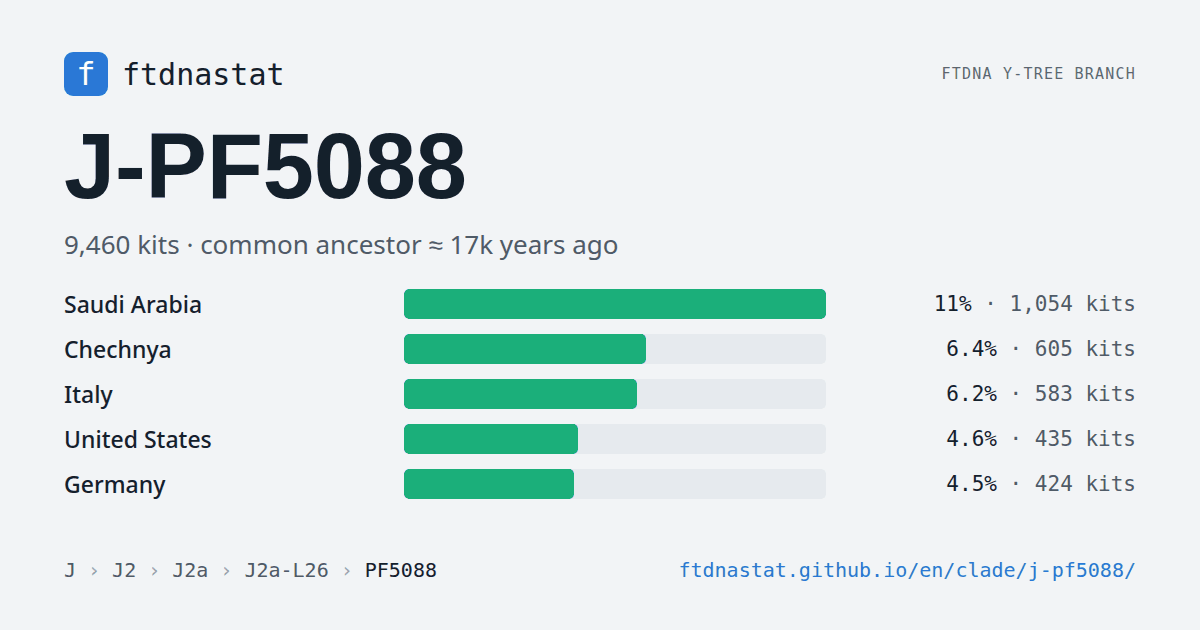 f ftdnastat
FTDNA Y-TREE BRANCH
J-PF5088
9,460 kits · common ancestor ≈ 17k years ago
Saudi Arabia 11% · 1,054 kits
Chechnya 6.4% · 605 kits
Italy 6.2% · 583 kits
United States 4.6% · 435 kits
Germany 4.5% · 424 kits
J › J2 › J2a › J2a-L26 › PF5088
ftdnastat.github.io/en/clade/j-pf5088/